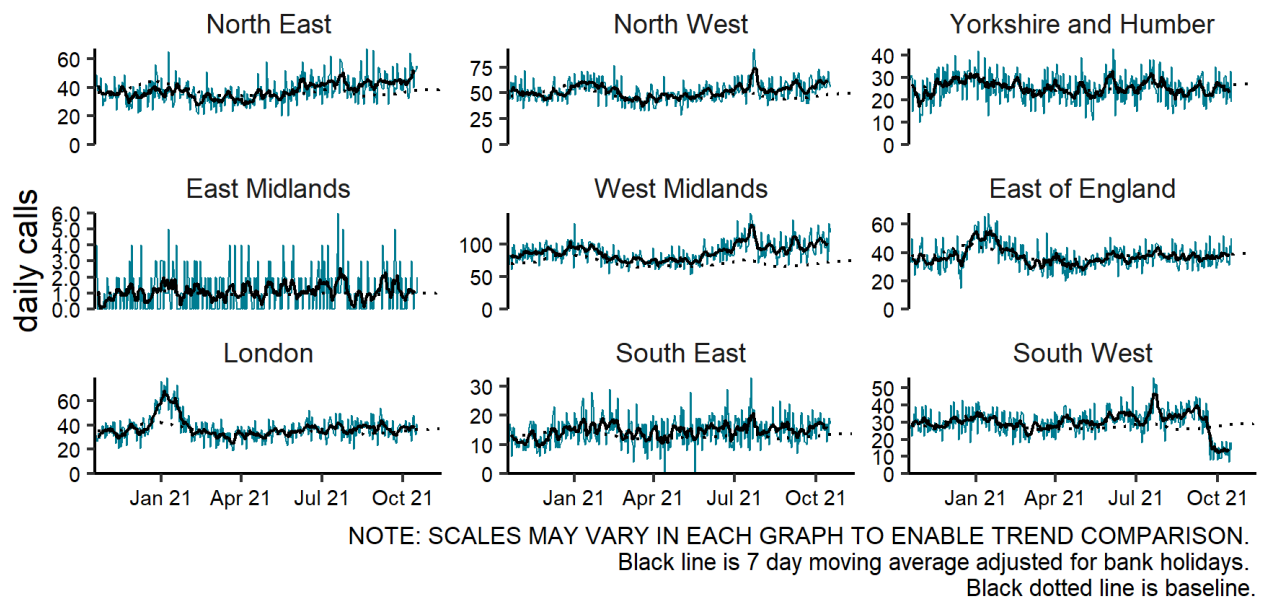 North East
60
40
20
0
North West
75
50
25
0
Yorkshire and Humber
40
30
20
10
0
daily calls
East Midlands
6.0
5.0
4.0
3.0
2.0
1.0
0.0
West Midlands
100
50
0
East of England
60
40
20
0
London
60
40
20
0
Jan 21 Apr 21 Jul 21 Oct 21
South East
30
20
10
0
Jan 21 Apr 21 Jul 21 Oct 21
South West
50
40
30
20
10
0
Jan 21 Apr 21 Jul 21 Oct 21
NOTE: SCALES MAY VARY IN EACH GRAPH TO ENABLE TREND COMPARISON.
Black line is 7 day moving average adjusted for bank holidays.
Black dotted line is baseline.